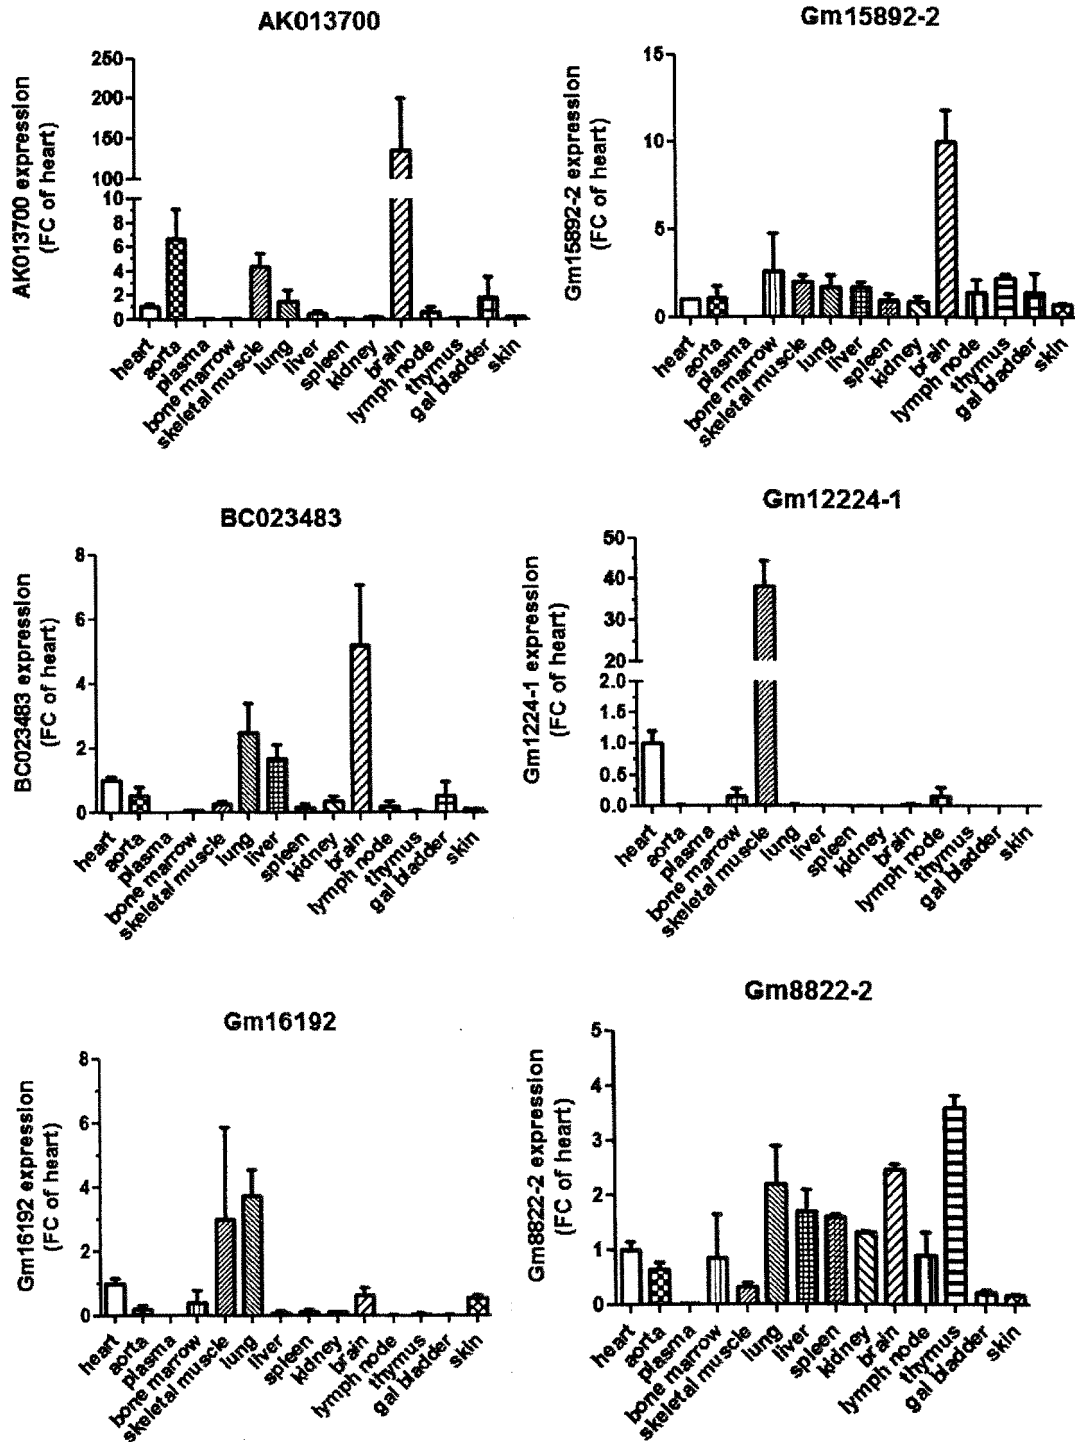 AK013700
AK013700 expression
(FC of heart)
250
200
150
100
10
8
6
4
2
0
heart
aorta
plasma
bone marrow
skeletal muscle
lung
liver
spleen
kidney
brain
lymph node
thymus
gal bladder
skin
Gm15892-2
Gm15892-2 expression
(FC of heart)
15
10
5
0
heart
aorta
plasma
bone marrow
skeletal muscle
lung
liver
spleen
kidney
brain
lymph node
thymus
gal bladder
skin
BC023483
BC023483 expression
(FC of heart)
8
6
4
2
0
heart
aorta
plasma
bone marrow
skeletal muscle
lung
liver
spleen
kidney
brain
lymph node
thymus
gal bladder
skin
Gm12224-1
Gm1224-1 expression
(FC of heart)
50
40
30
20
2.0
1.5
1.0
0.5
0.0
heart
aorta
plasma
bone marrow
skeletal muscle
lung
liver
spleen
kidney
brain
lymph node
thymus
gal bladder
skin
Gm16192
Gm16192 expression
(FC of heart)
8
6
4
2
0
heart
aorta
plasma
bone marrow
skeletal muscle
lung
liver
spleen
kidney
brain
lymph node
thymus
gal bladder
skin
Gm8822-2
Gm8822-2 expression
(FC of heart)
5
4
3
2
1
0
heart
aorta
plasma
bone marrow
skeletal muscle
lung
liver
spleen
kidney
brain
lymph node
thymus
gal bladder
skin